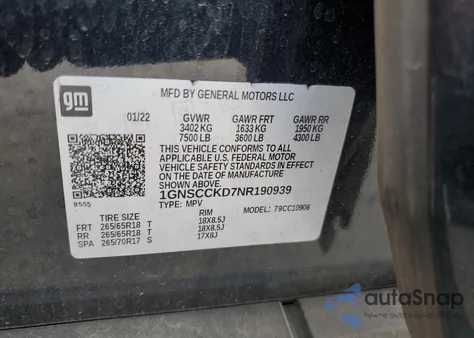 gm
MFD BY GENERAL MOTORS LLC
01/22 GVWR GAWR FRT GAWR RR
3402 KG 1633 KG 1950 KG
7500 LB 3600 LB 4300 LB
THIS VEHICLE CONFORMS TO ALL
APPLICABLE U.S. FEDERAL MOTOR
VEHICLE SAFETY STANDARDS IN EFFECT
ON THE DATE OF MANUFACTURE
SHOWN ABOVE.
1GNSCCKD7NR190939
8555 TYPE: MPV MODEL: 79CC10906
TIRE SIZE RIM
FRT 265/65R18 T 18X8.5J
RR 265/65R18 T 18X8.5J
SPA 265/70R17 S 17X8J
autoSnap